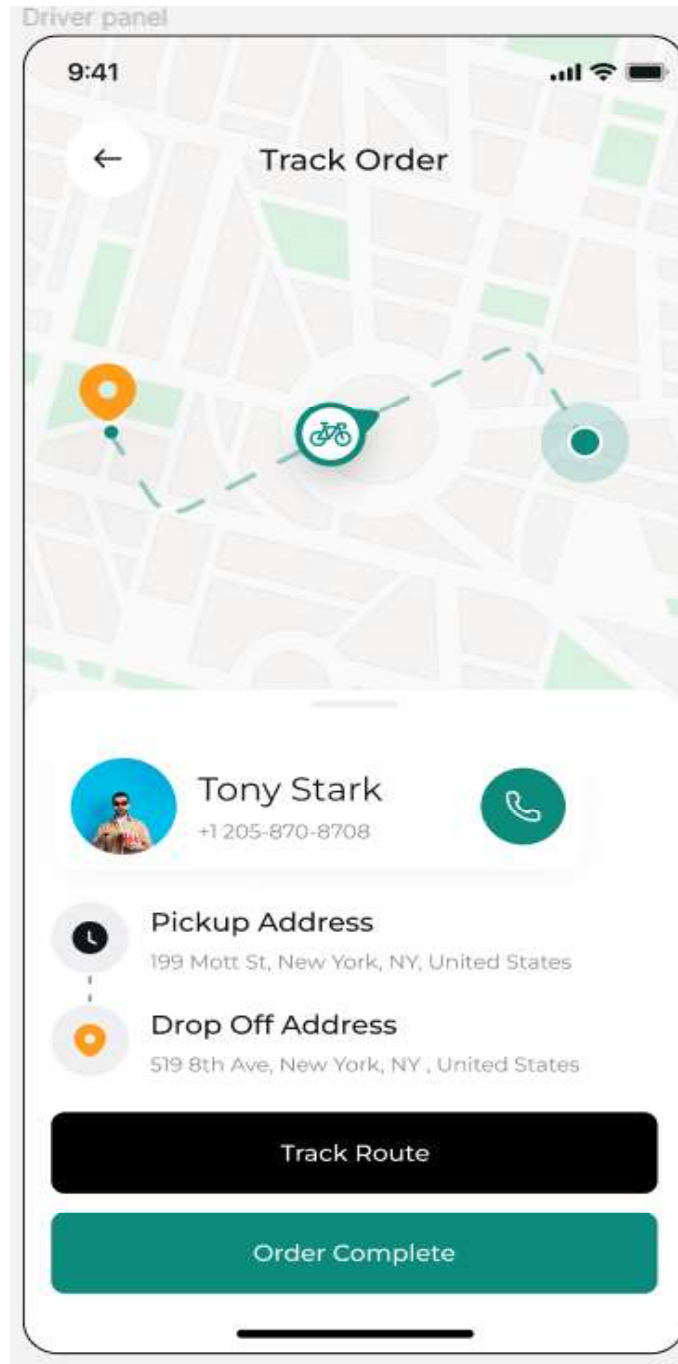 Driver panel
9:41
Track Order
Tony Stark
+1 205-870-8708
Pickup Address
199 Mott St, New York, NY, United States
Drop Off Address
519 8th Ave, New York, NY , United States
Track Route
Order Complete